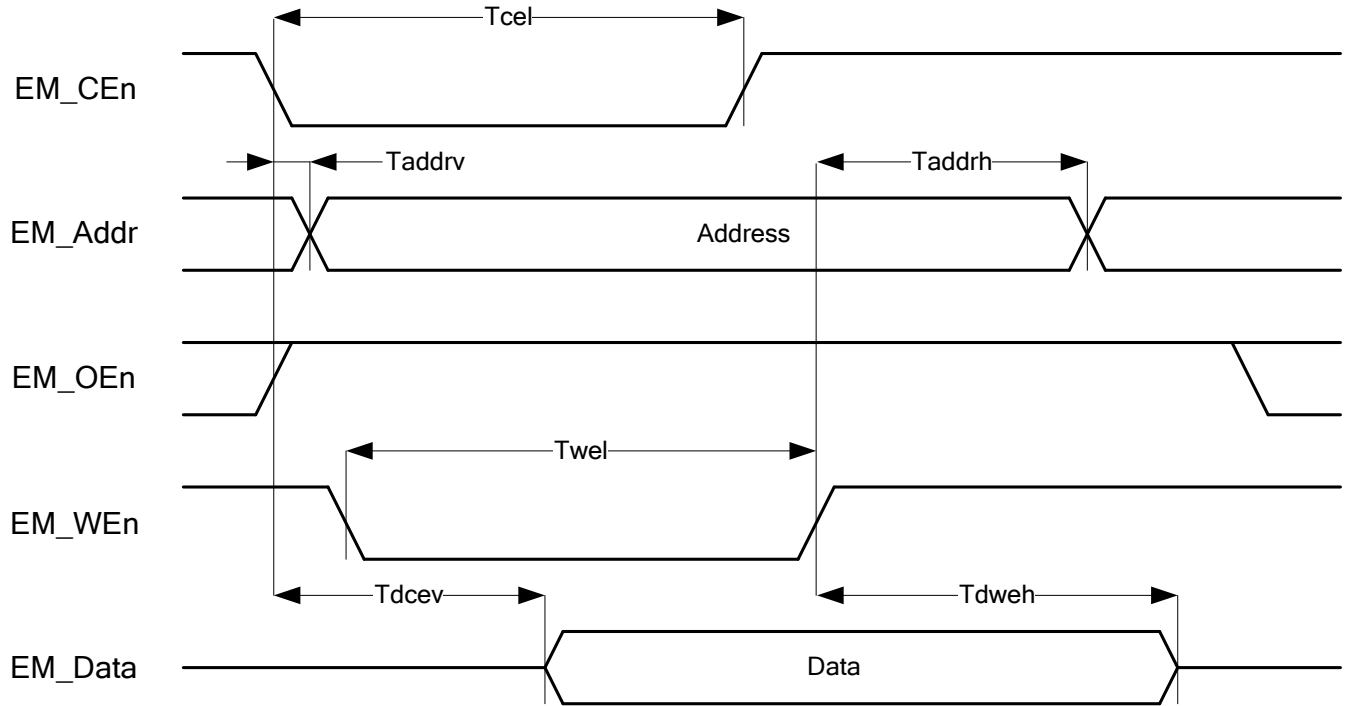 Tcel
EM_CEn
Taddrv
Taddrh
EM_Addr
Address
EM_OEn
Twel
EM_WEn
Tdcev
Tdweh
EM_Data
Data